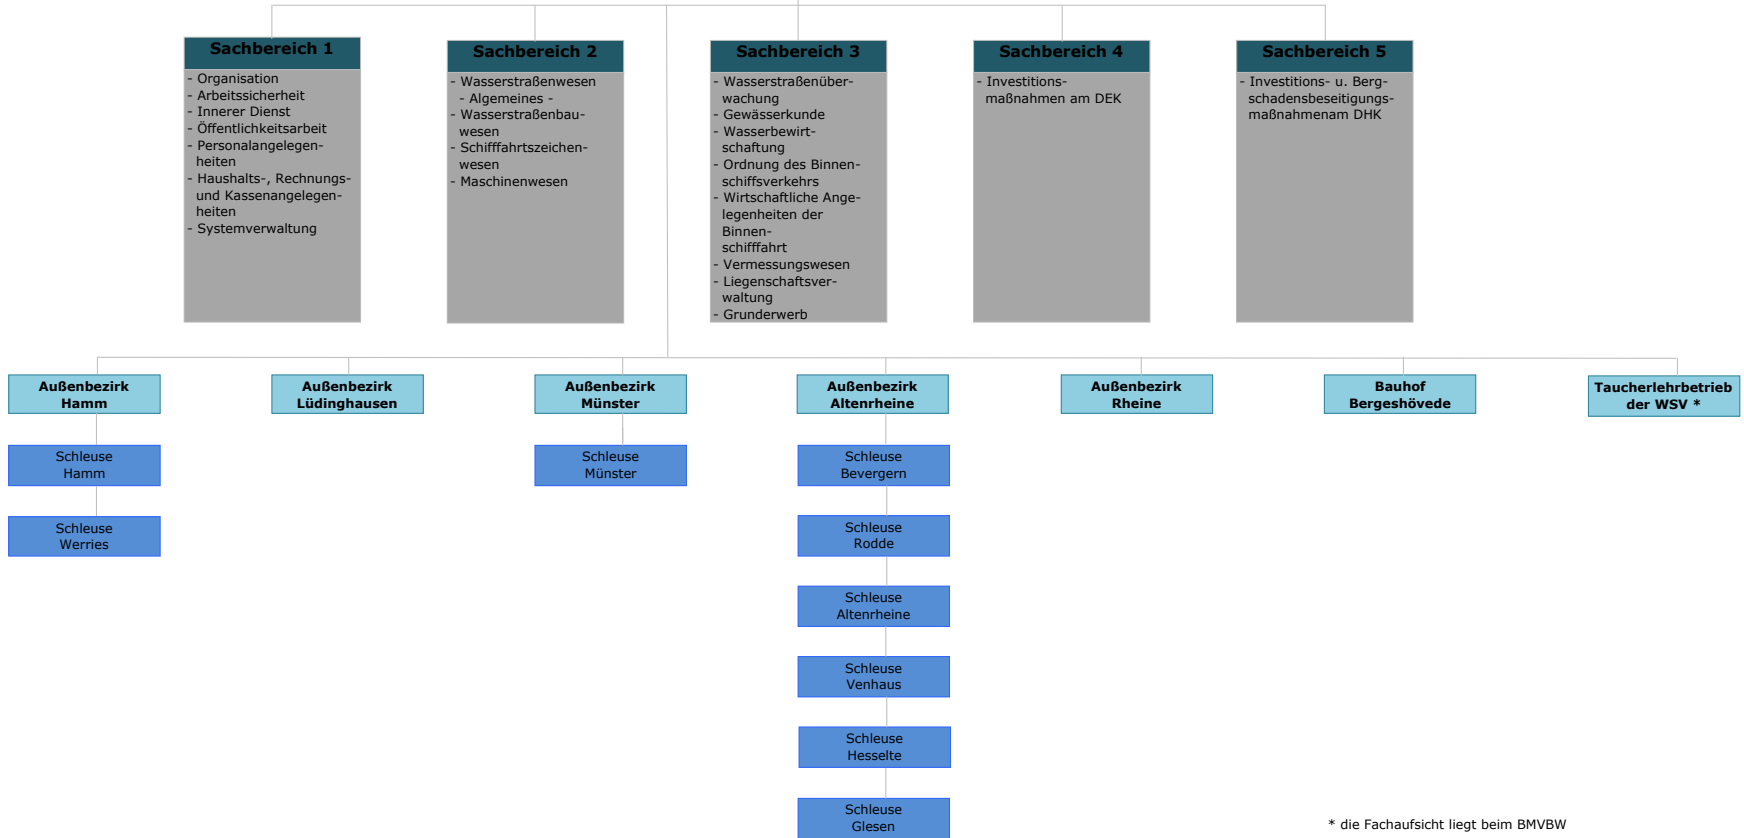 Sachbereich 1
- Organisation
- Arbeitssicherheit
- Innerer Dienst
- Öffentlichkeitsarbeit
- Personalangelegen-
heiten
- Haushalts-, Rechnungs-
und Kassenangelegen-
heiten
- Systemverwaltung
Sachbereich 2
- Wasserstraßenwesen
- Algemeines -
- Wasserstraßenbau-
wesen
- Schifffahrtszeichen-
wesen
- Maschinenwesen
Sachbereich 3
- Wasserstraßenüber-
wachung
- Gewässerkunde
- Wasserbewirt-
schaftung
- Ordnung des Binnen-
schiffsverkehrs
- Wirtschaftliche Ange-
legenheiten der
Binnen-
schifffahrt
- Vermessungswesen
- Liegenschaftsver-
waltung
- Grunderwerb
Sachbereich 4
- Investitions-
maßnahmen am DEK
Sachbereich 5
- Investitions- u. Berg-
schadensbeseitigungs-
maßnahmenam DHK
Außenbezirk
Hamm
Außenbezirk
Lüdinghausen
Außenbezirk
Münster
Außenbezirk
Altenrheine
Außenbezirk
Rheine
Bauhof
Bergeshövede
Taucherlehrbetrieb
der WSV *
Schleuse
Hamm
Schleuse
Werries
Schleuse
Münster
Schleuse
Bevergern
Schleuse
Rodde
Schleuse
Altenrheine
Schleuse
Venhaus
Schleuse
Hesselte
Schleuse
Glesen
* die Fachaufsicht liegt beim BMVBW